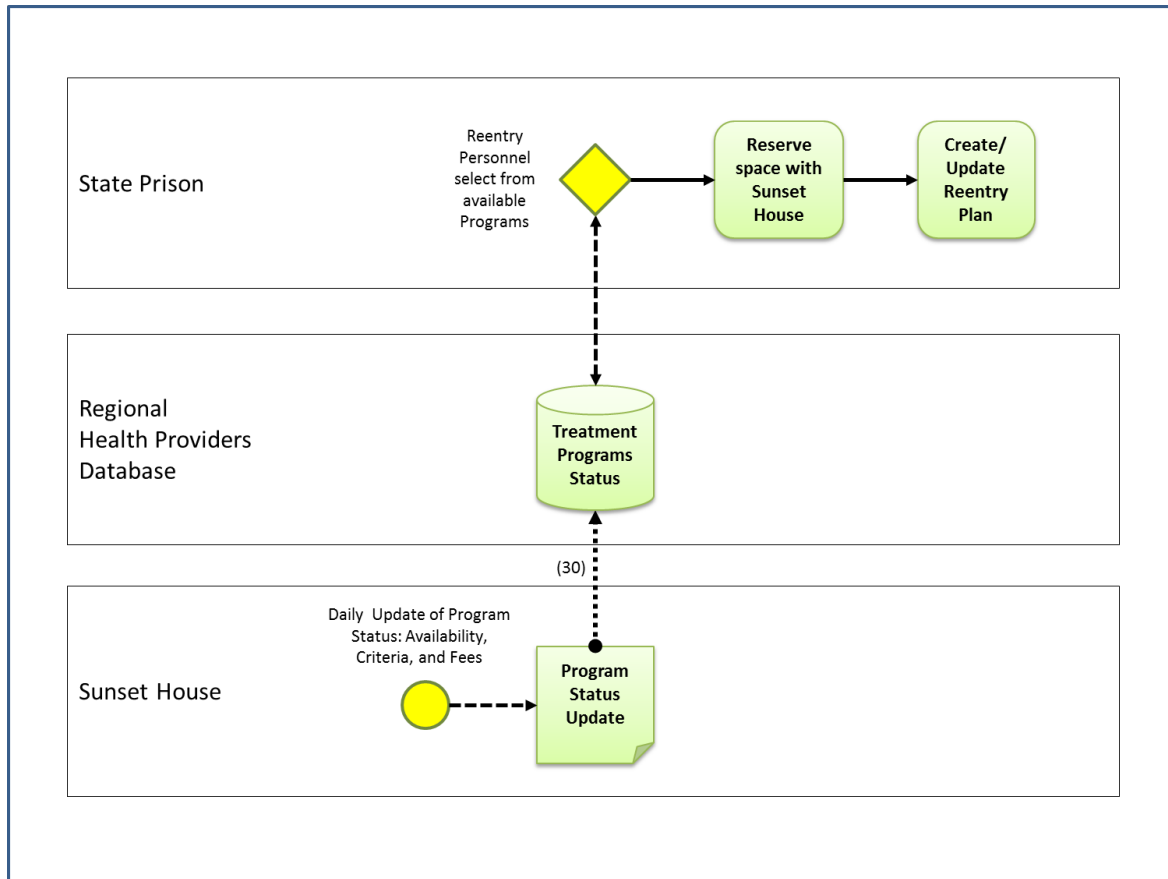 State Prison
Reentry
Personnel
select from
available
Programs
Reserve
space with
Sunset
House
Create/
Update
Reentry
Plan
Regional
Health Providers
Database
Treatment
Programs
Status
(30)
Sunset House
Daily Update of Program
Status: Availability,
Criteria, and Fees
Program
Status
Update